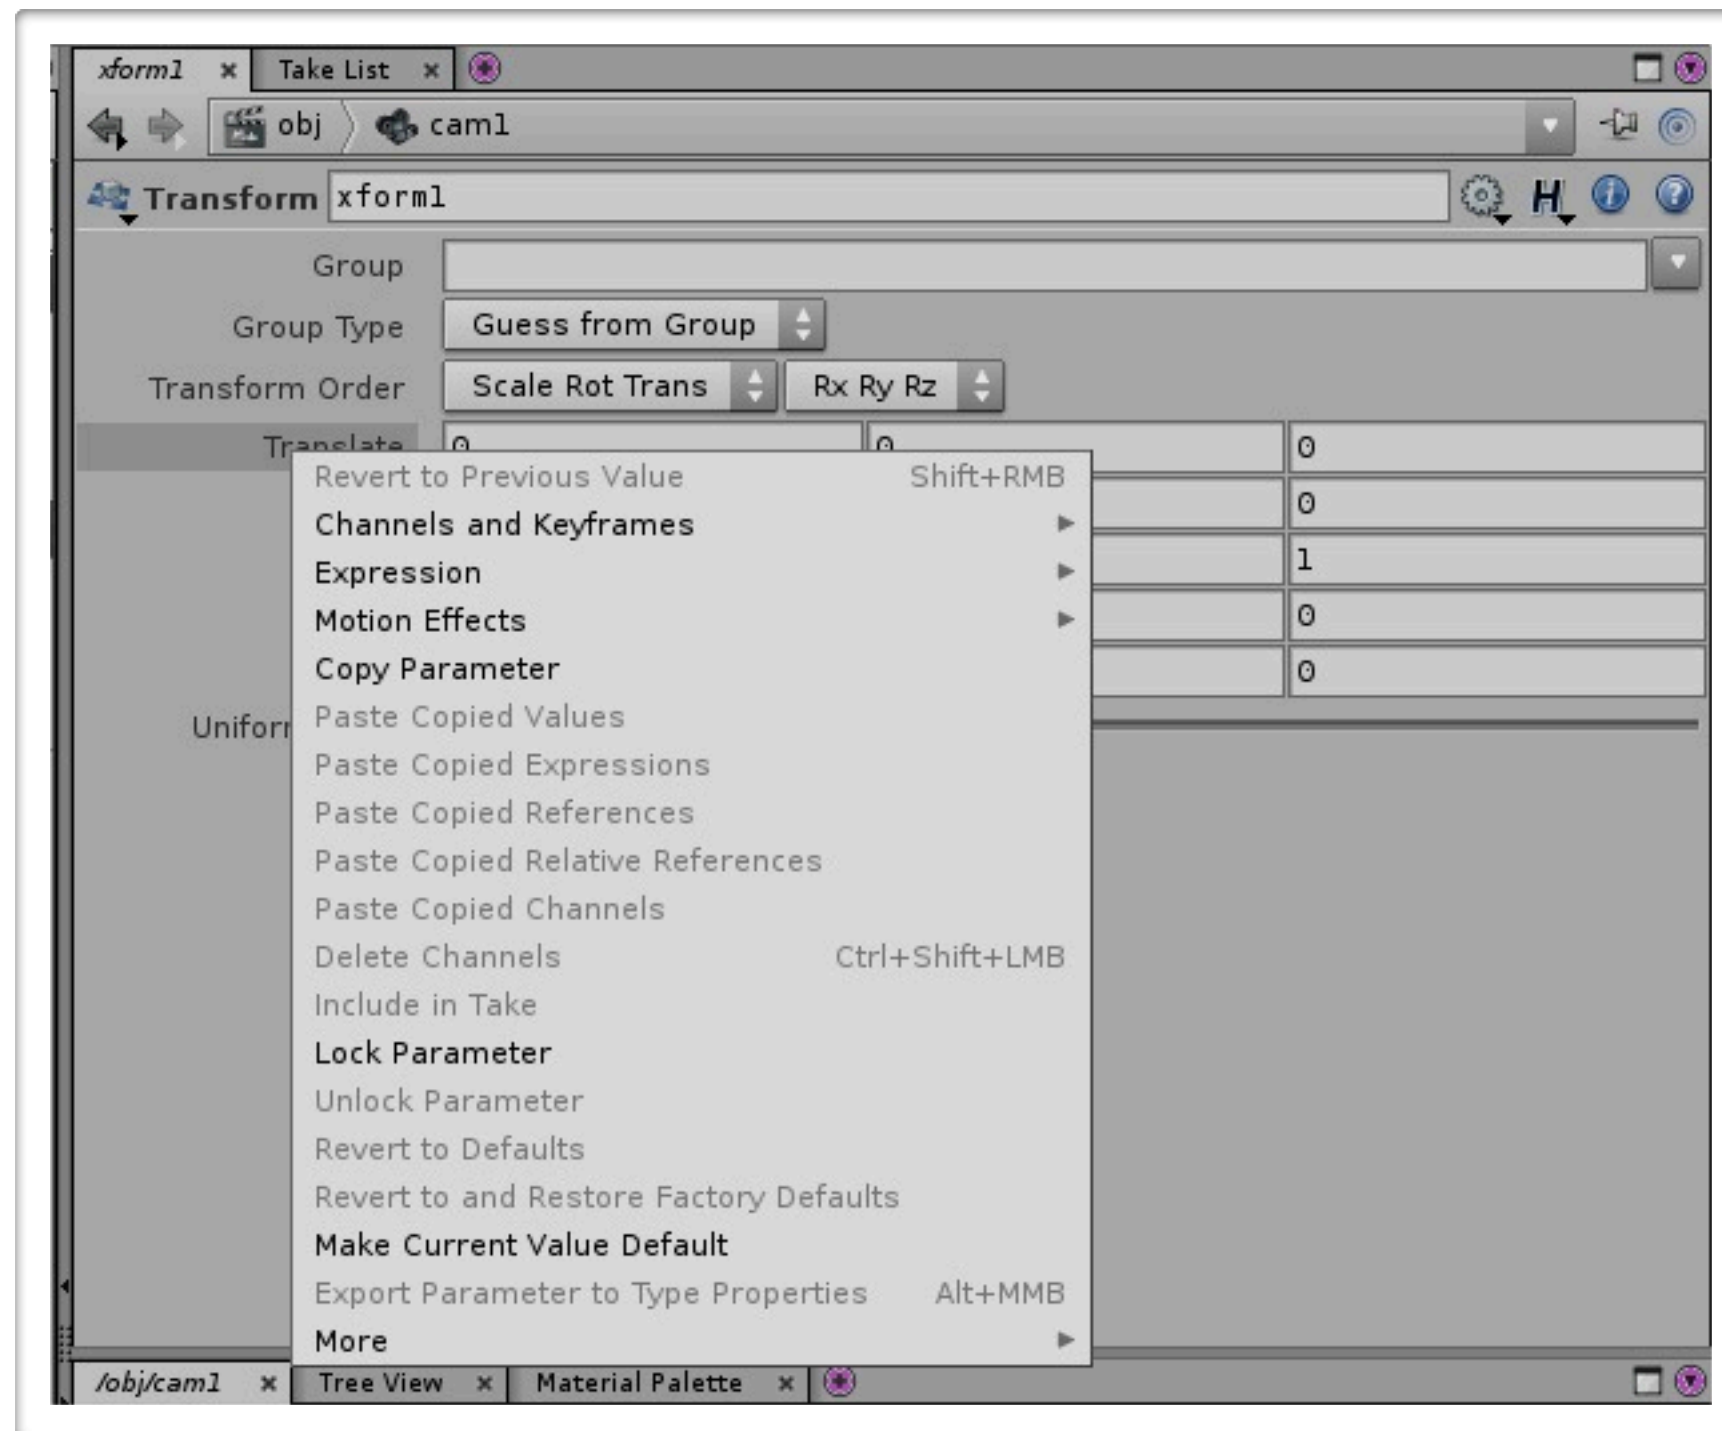 xform1 Take List
obj cam1
Transform xform1
Group
Group Type Guess from Group
Transform Order Scale Rot Trans Rx Ry Rz
Translate 0 0 0
Revert to Previous Value Shift+RMB
Channels and Keyframes 0
Expression 1
Motion Effects 0
Copy Parameter 0
Paste Copied Values
Paste Copied Expressions
Paste Copied References
Paste Copied Relative References
Paste Copied Channels
Delete Channels Ctrl+Shift+LMB
Include in Take
Lock Parameter
Unlock Parameter
Revert to Defaults
Revert to and Restore Factory Defaults
Make Current Value Default
Export Parameter to Type Properties Alt+MMB
More
/obj/cam1 Tree View Material Palette